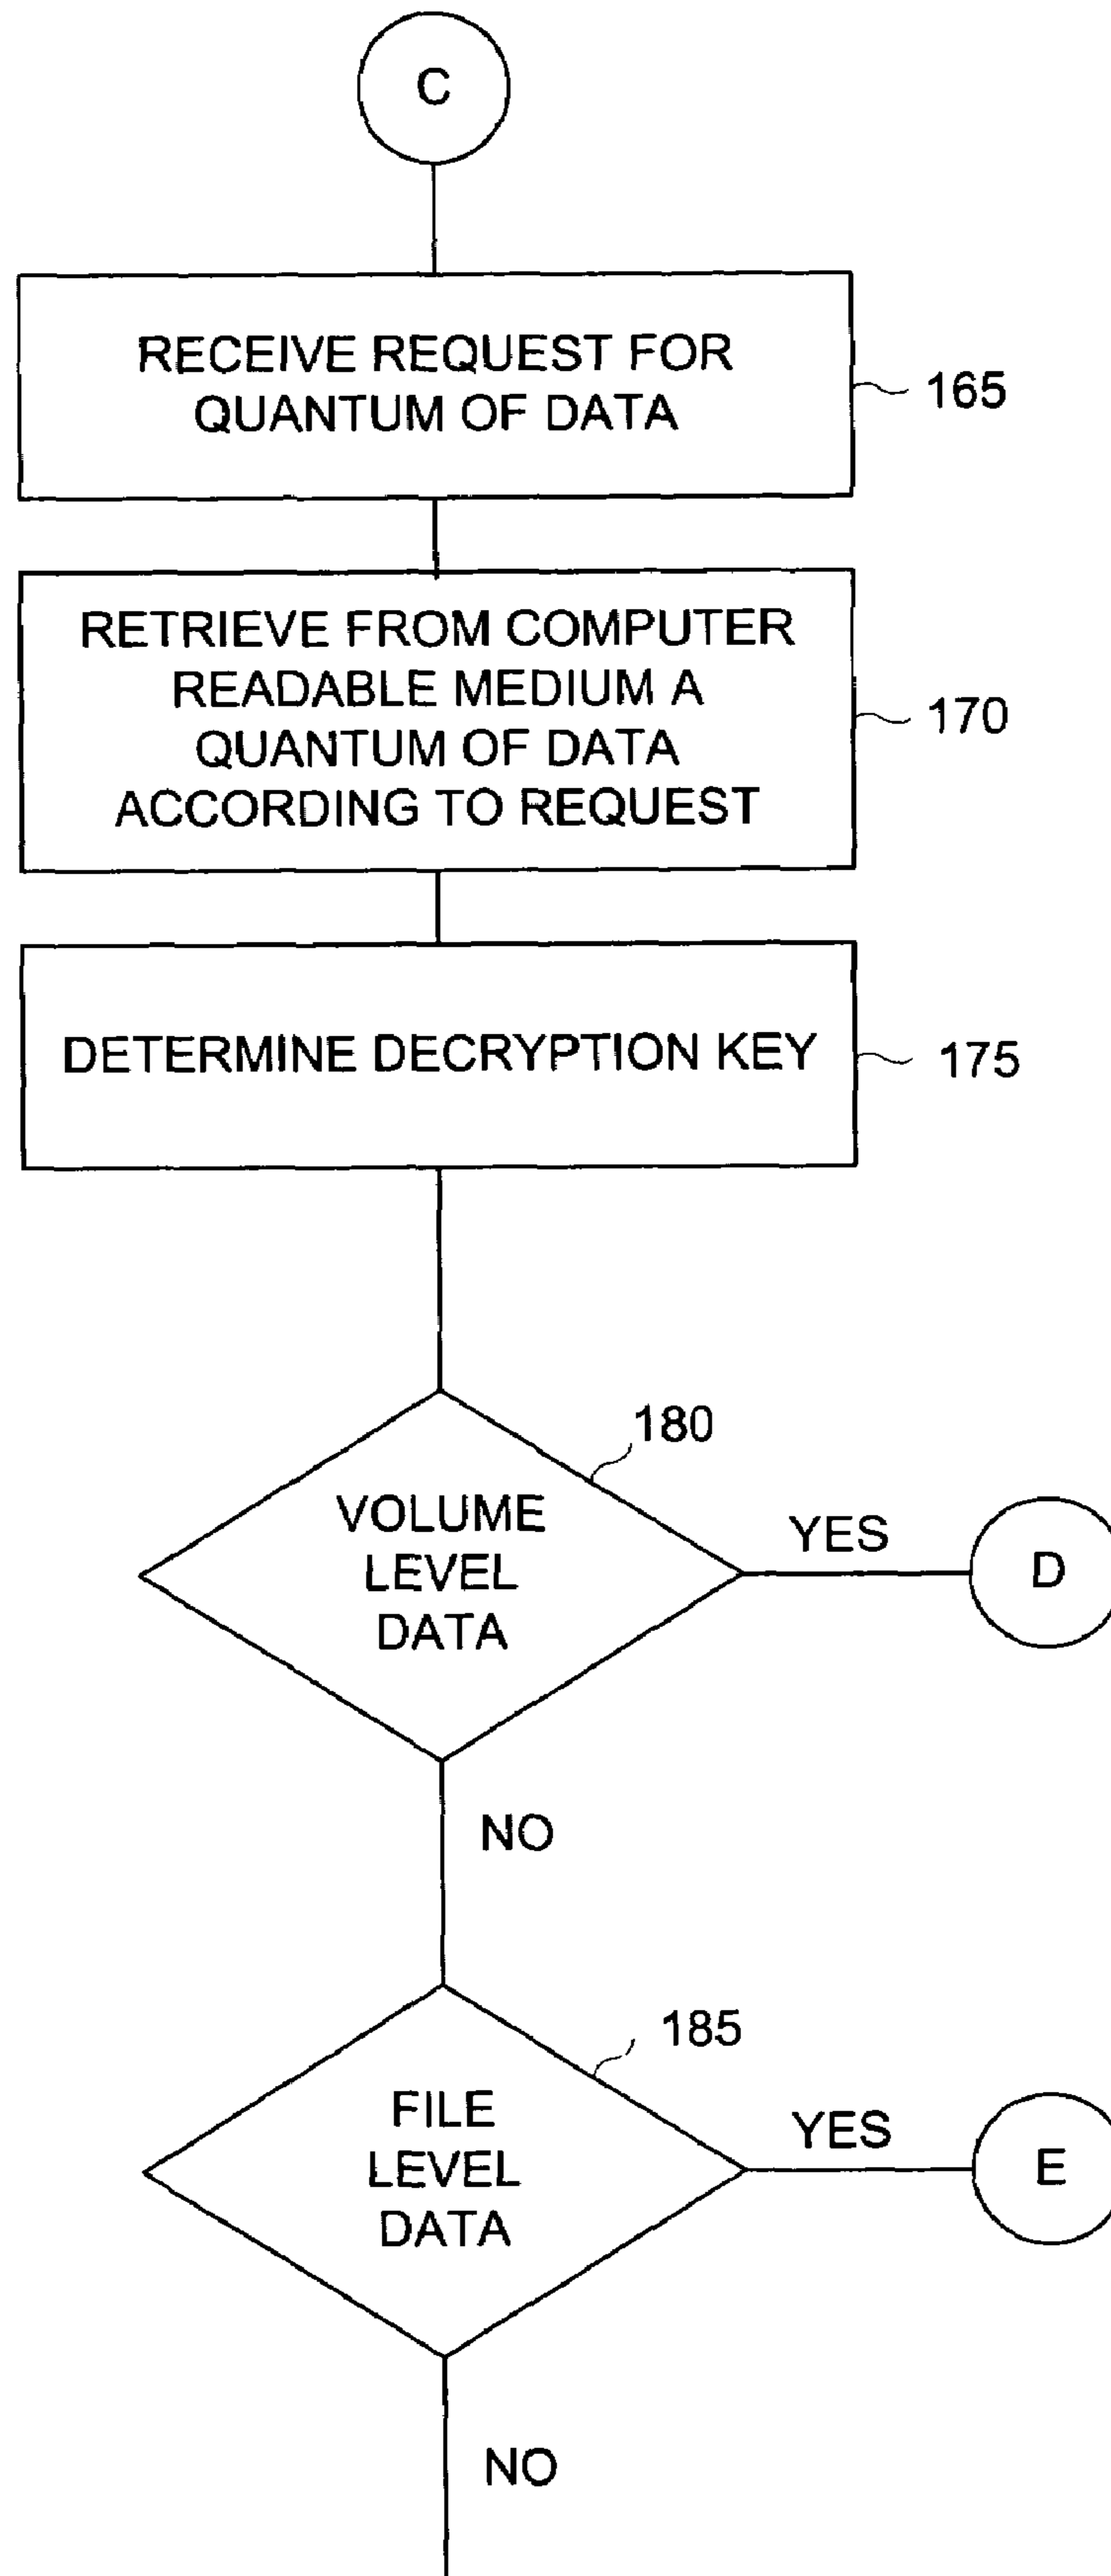 C
RECEIVE REQUEST FOR
QUANTUM OF DATA
165
RETRIEVE FROM COMPUTER
READABLE MEDIUM A
QUANTUM OF DATA
ACCORDING TO REQUEST
170
DETERMINE DECRYPTION KEY
175
180
VOLUME
LEVEL
DATA
YES
D
NO
185
FILE
LEVEL
DATA
YES
E
NO